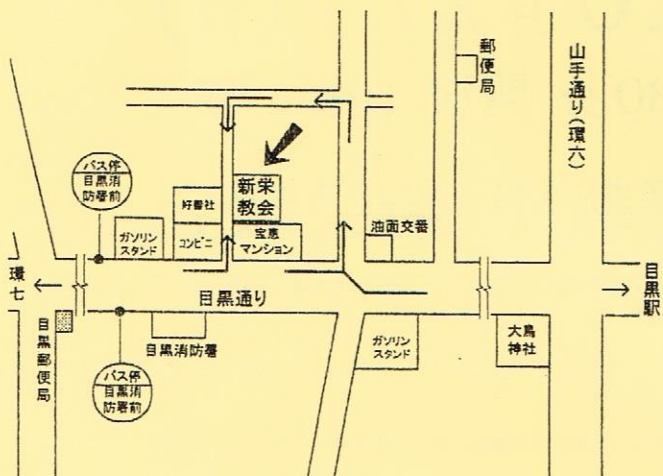 郵便局
山手通り(環六)
バス停
目黒消
防署前
好善社
新栄
教会
ガソリン
スタンド
コンビニ
宝恵
マンション
油面交番
環七
目黒通り
目黒駅
目黒郵便局
目黒消防署
バス停
目黒消
防署前
ガソリン
スタンド
大鳥
神社